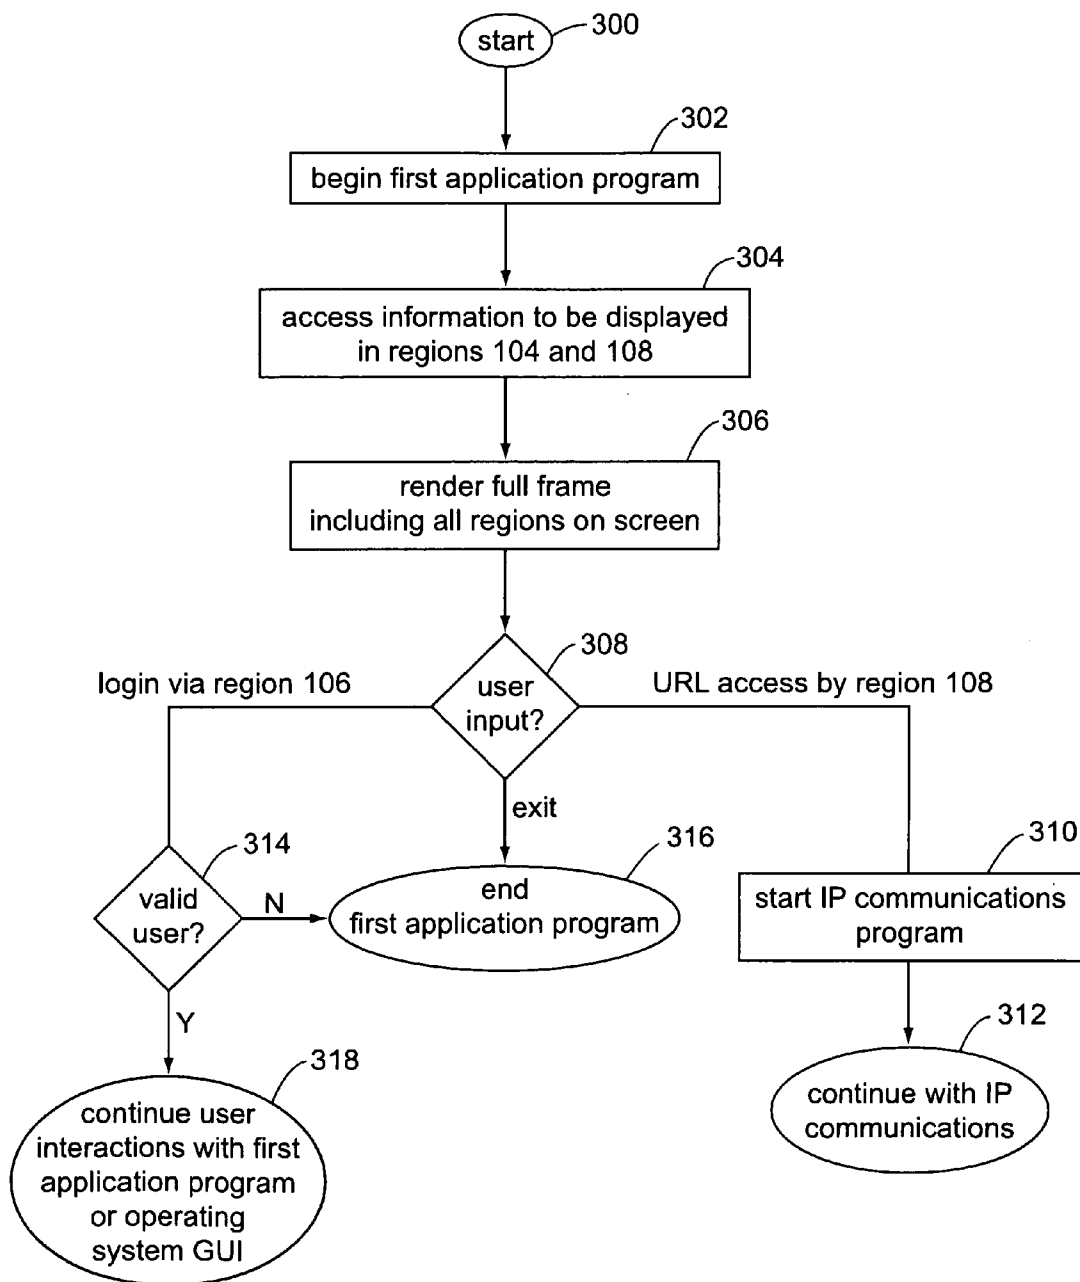 start
300
302
begin first application program
304
access information to be displayed
in regions 104 and 108
306
render full frame
including all regions on screen
308
login via region 106
user
input?
URL access by region 108
exit
314
valid
user?
N
316
end
first application program
310
start IP communications
program
Y
318
continue user
interactions with first
application program
or operating
system GUI
312
continue with IP
communications